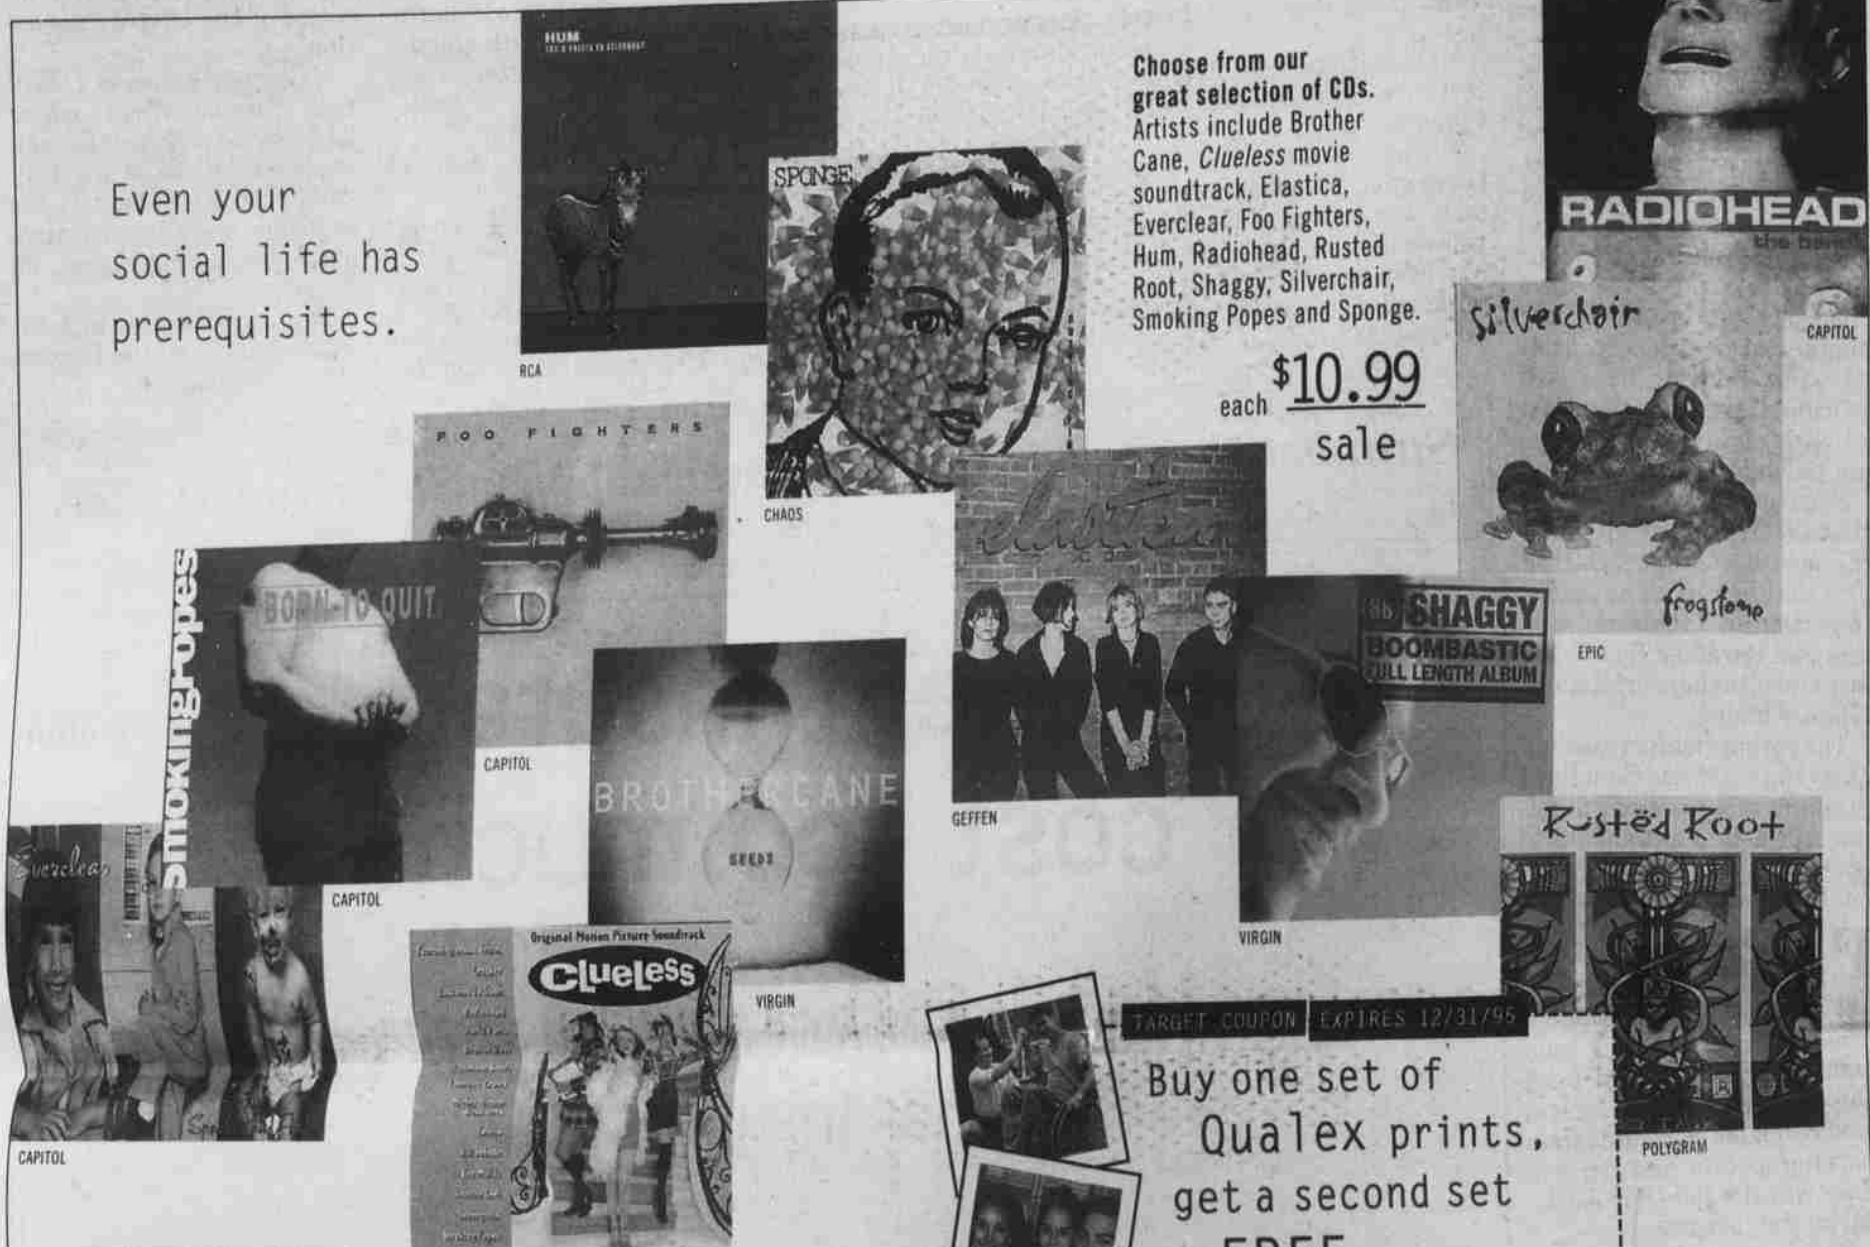 Even your
social life has
prerequisites.
HUM
RCA
SPONGE
CHAOS
Choose from our
great selection of CDs.
Artists include Brother
Cane, Clueless movie
soundtrack, Elastica,
Everclear, Foo Fighters,
Hum, Radiohead, Rusted
Root, Shaggy, Silverchair,
Smoking Popes and Sponge.
each $10.99
sale
RADIOHEAD
the bends
CAPITOL
silverchair
frogstomp
EPIC
FOO FIGHTERS
CAPITOL
smokingPopes
BORN TO QUIT
CAPITOL
elastica
GEFFEN
SHAGGY
BOOMBASTIC
FULL LENGTH ALBUM
VIRGIN
BROTHERCANE
SEEDS
VIRGIN
Everclear
CAPITOL
Original Motion Picture Soundtrack
CLueLess
Rusted Root
POLYGRAM
TARGET COUPON EXPIRES 12/31/95
Buy one set of
Qualex prints,
get a second set
FREE